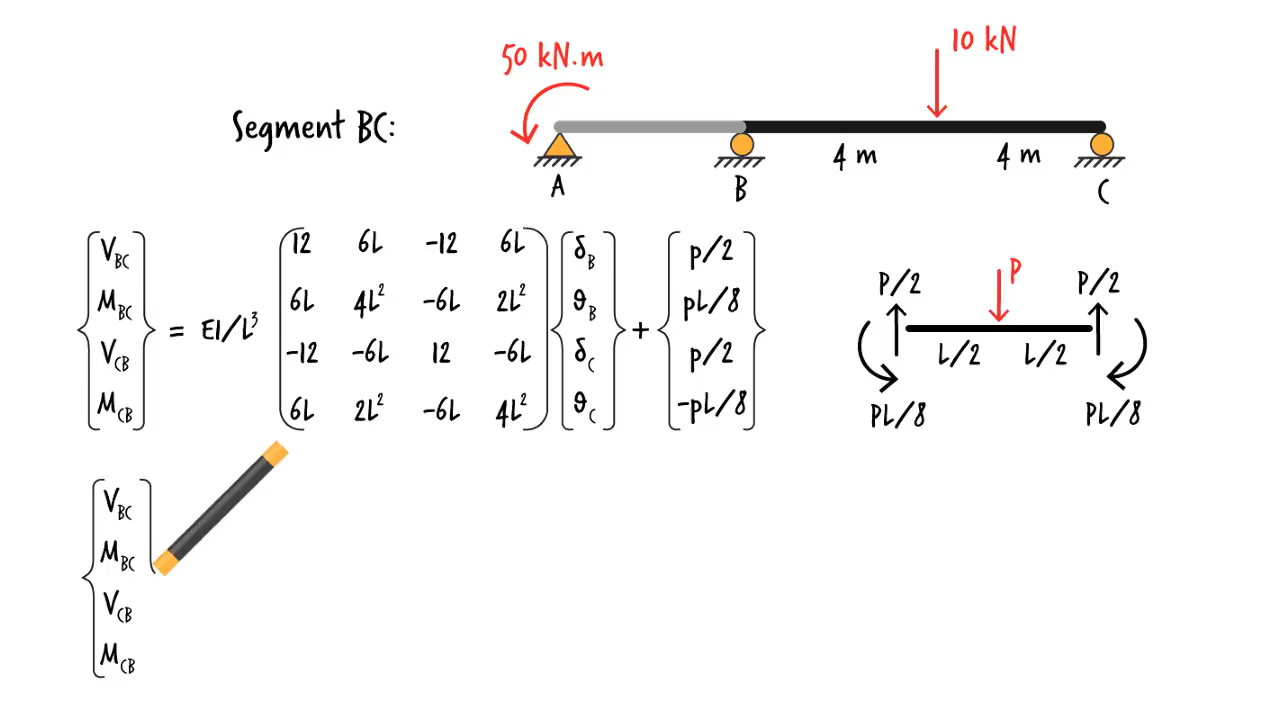 50 kN.m
10 kN
Segment BC:
4 m 4 m
A B C
V_BC 12 6L -12 6L δ_B P/2
M_BC 6L 4L² -6L 2L² θ_B PL/8
= EI/L³ +
V_CB -12 -6L 12 -6L δ_C P/2
M_CB 6L 2L² -6L 4L² θ_C -PL/8
P/2 P P/2
L/2 L/2
PL/8 PL/8
V_BC
M_BC
V_CB
M_CB